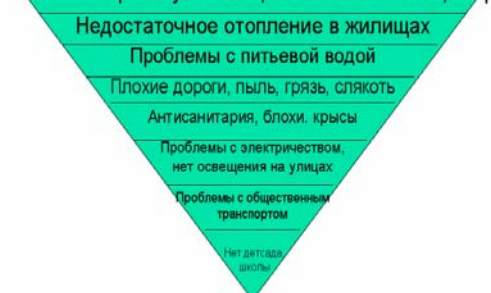 Недостаточное отопление в жилищах
Проблемы с питьевой водой
Плохие дороги, пыль, грязь, слякоть
Антисанитария, блохи. крысы
Проблемы с электричеством,
нет освещения на улицах
Проблемы с общественным
транспортом
Нет детсада,
школы